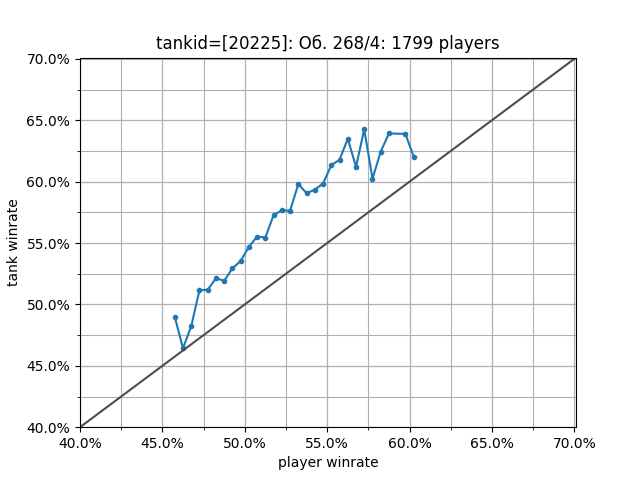 tankid=[20225]: Об. 268/4: 1799 players
70.0%
65.0%
60.0%
55.0%
50.0%
45.0%
40.0%
tank winrate
40.0% 45.0% 50.0% 55.0% 60.0% 65.0% 70.0%
player winrate